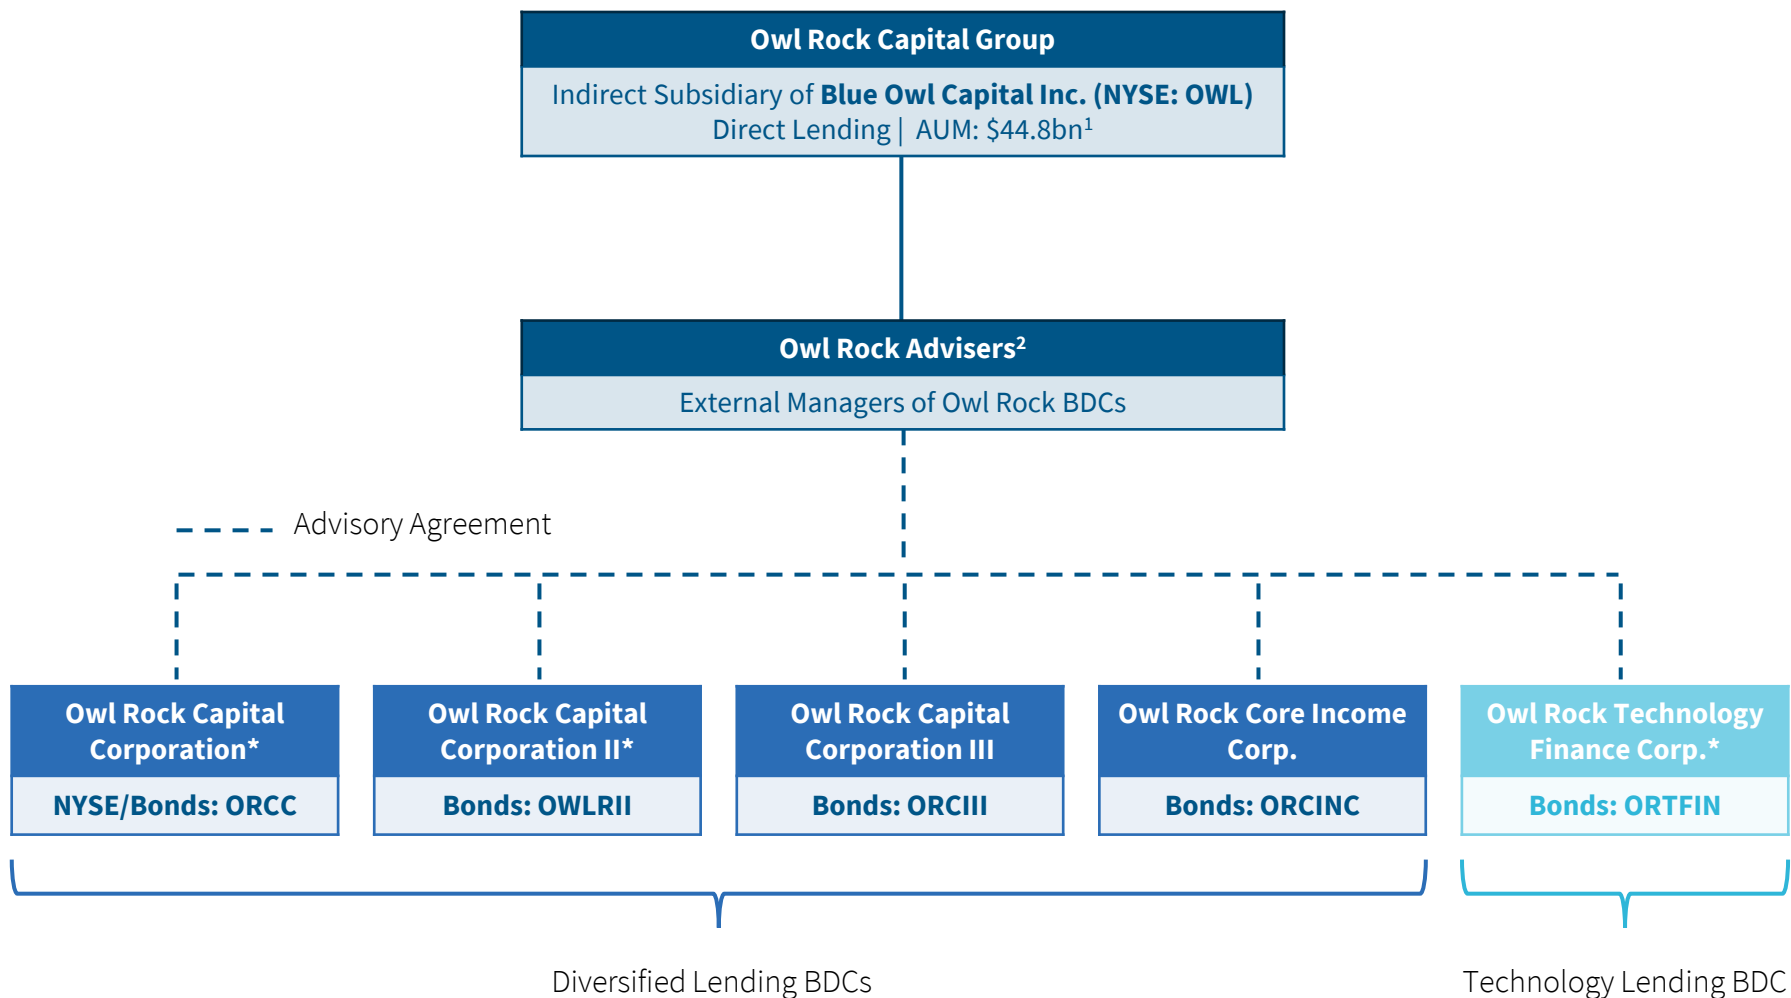 Owl Rock Capital Group
Indirect Subsidiary of Blue Owl Capital Inc. (NYSE: OWL)
Direct Lending | AUM: $44.8bn¹
Owl Rock Advisers²
External Managers of Owl Rock BDCs
Advisory Agreement
Owl Rock Capital
Corporation*
NYSE/Bonds: ORCC
Owl Rock Capital
Corporation II*
Bonds: OWLRII
Owl Rock Capital
Corporation III
Bonds: ORCIII
Owl Rock Core Income
Corp.
Bonds: ORCINC
Owl Rock Technology
Finance Corp.*
Bonds: ORTFIN
Diversified Lending BDCs
Technology Lending BDC